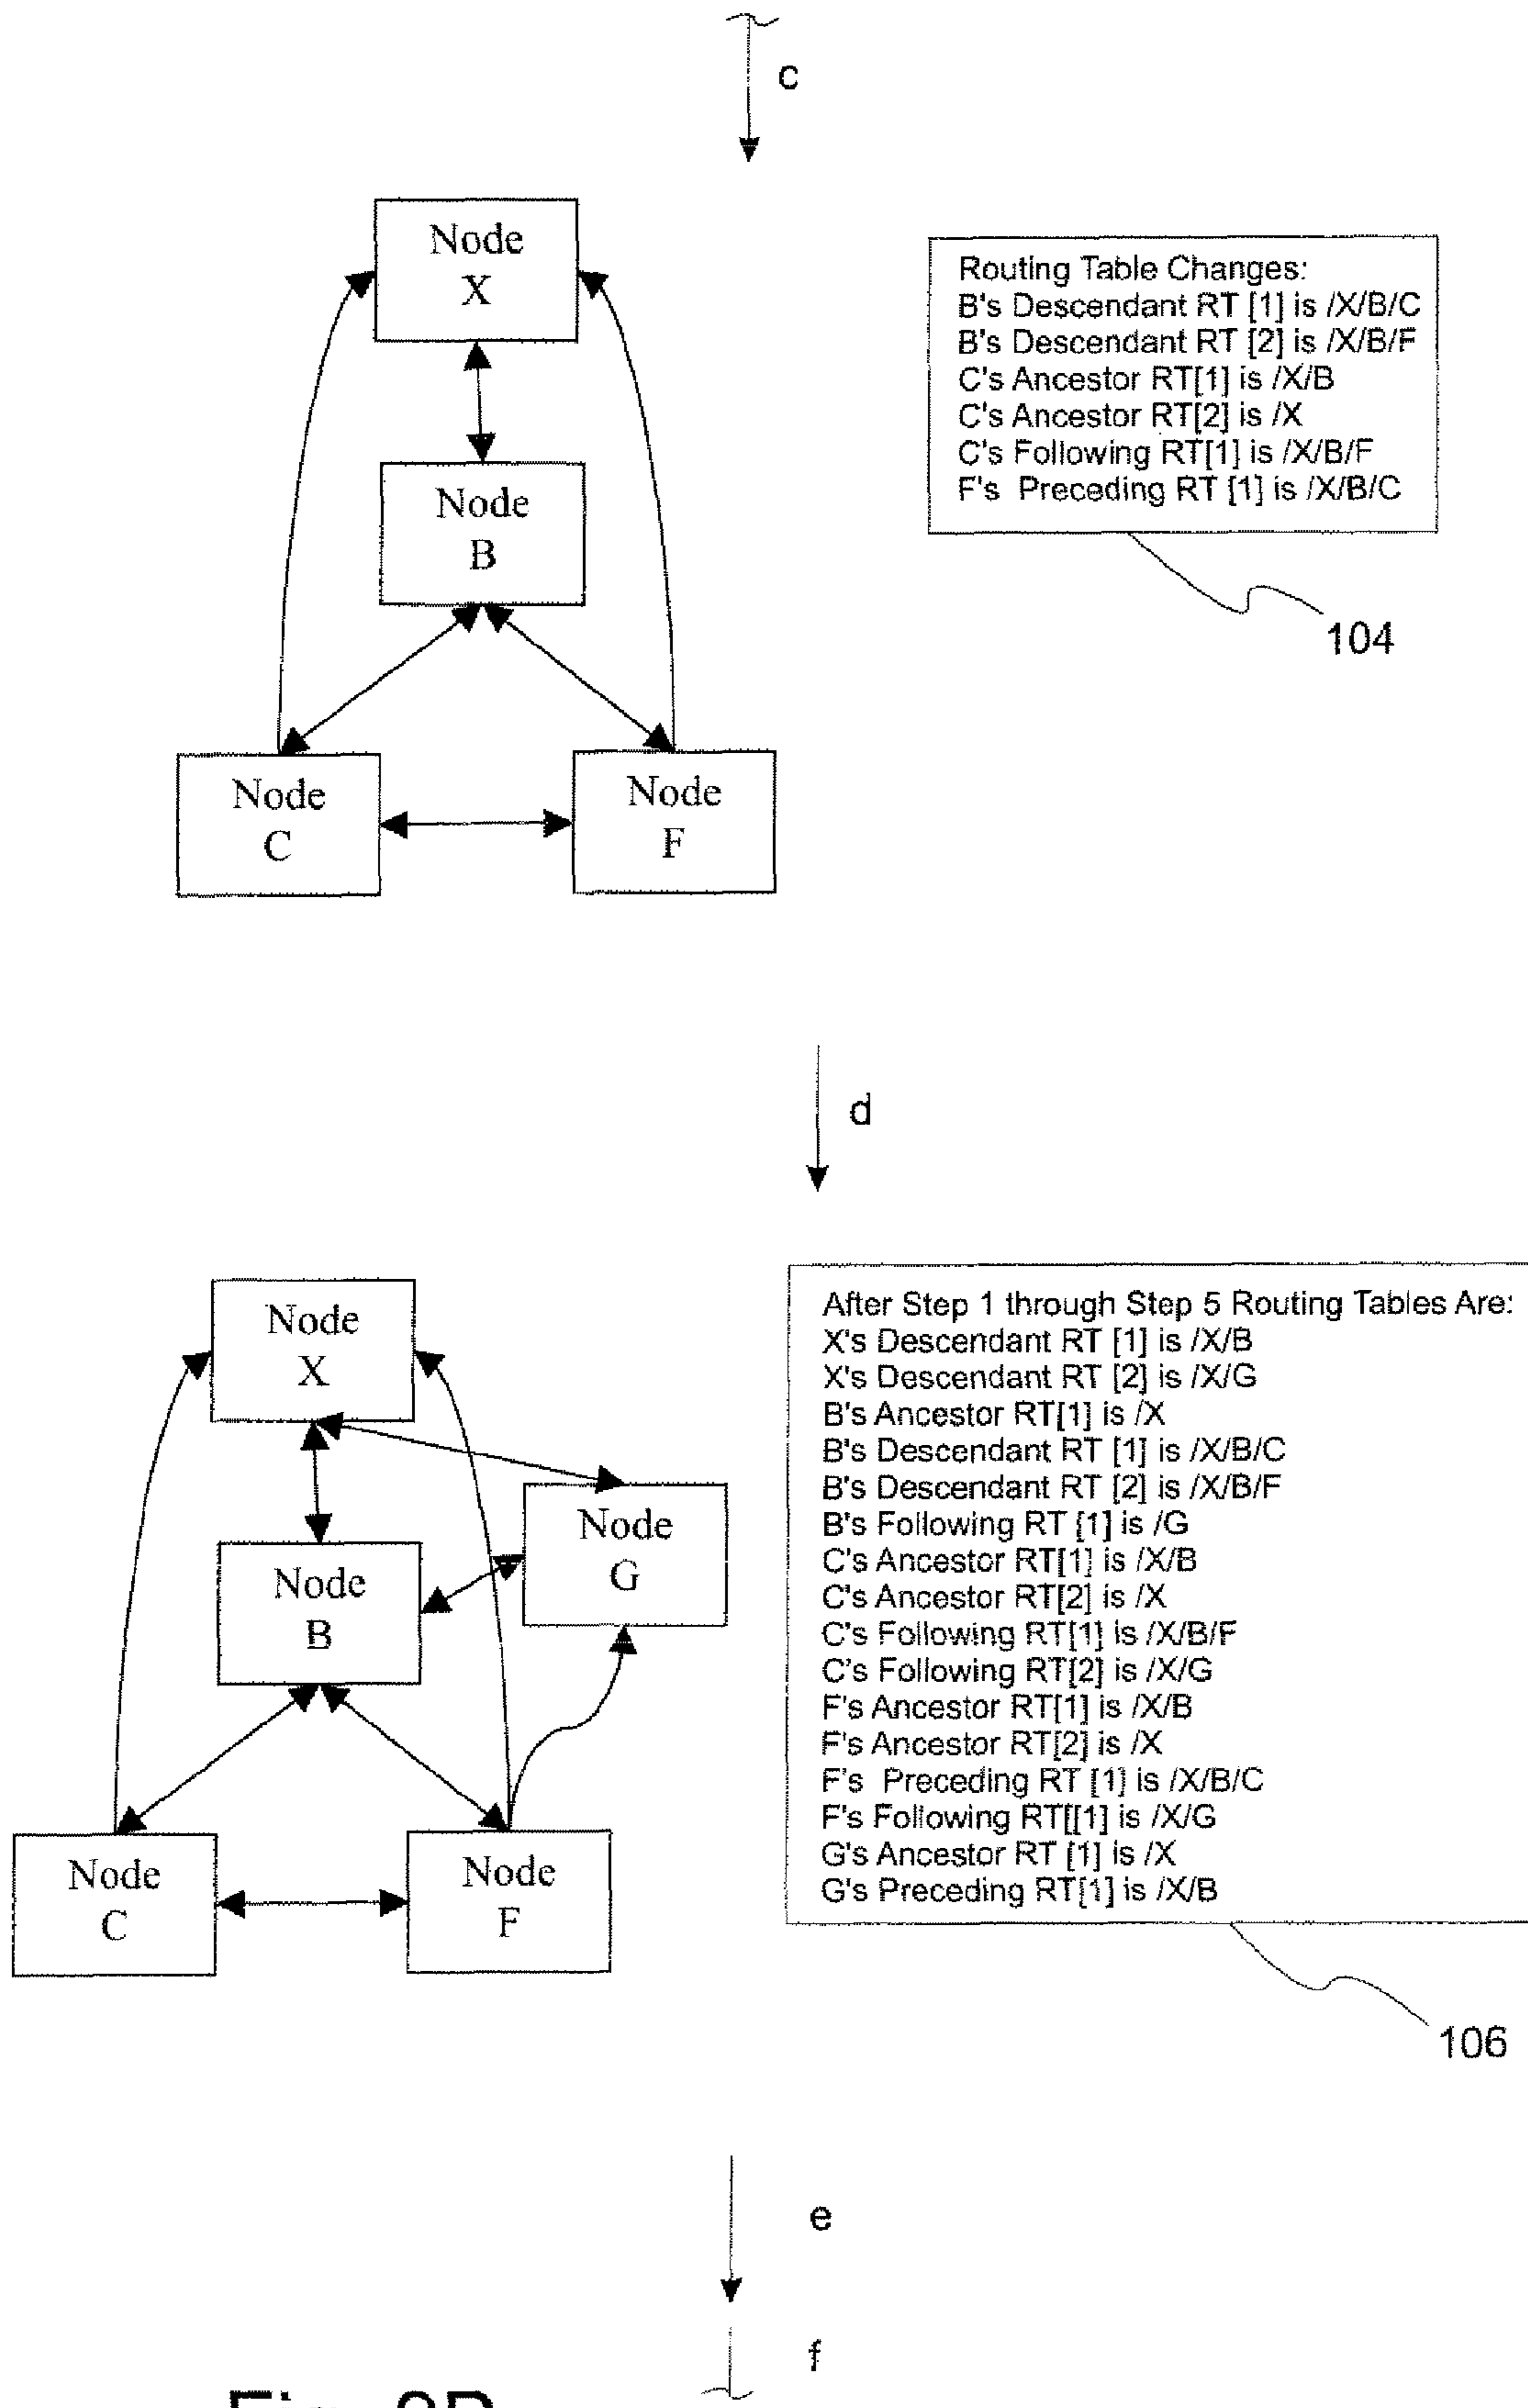 c
Node
X
Node
B
Node
C
Node
F
Routing Table Changes:
B's Descendant RT [1] is /X/B/C
B's Descendant RT [2] is /X/B/F
C's Ancestor RT[1] is /X/B
C's Ancestor RT[2] is /X
C's Following RT[1] is /X/B/F
F's Preceding RT [1] is /X/B/C
104
d
Node
X
Node
G
Node
B
Node
C
Node
F
After Step 1 through Step 5 Routing Tables Are:
X's Descendant RT [1] is /X/B
X's Descendant RT [2] is /X/G
B's Ancestor RT[1] is /X
B's Descendant RT [1] is /X/B/C
B's Descendant RT [2] is /X/B/F
B's Following RT [1] is /G
C's Ancestor RT[1] is /X/B
C's Ancestor RT[2] is /X
C's Following RT[1] is /X/B/F
C's Following RT[2] is /X/G
F's Ancestor RT[1] is /X/B
F's Ancestor RT[2] is /X
F's Preceding RT [1] is /X/B/C
F's Following RT[[1] is /X/G
G's Ancestor RT [1] is /X
G's Preceding RT[1] is /X/B
106
e
f